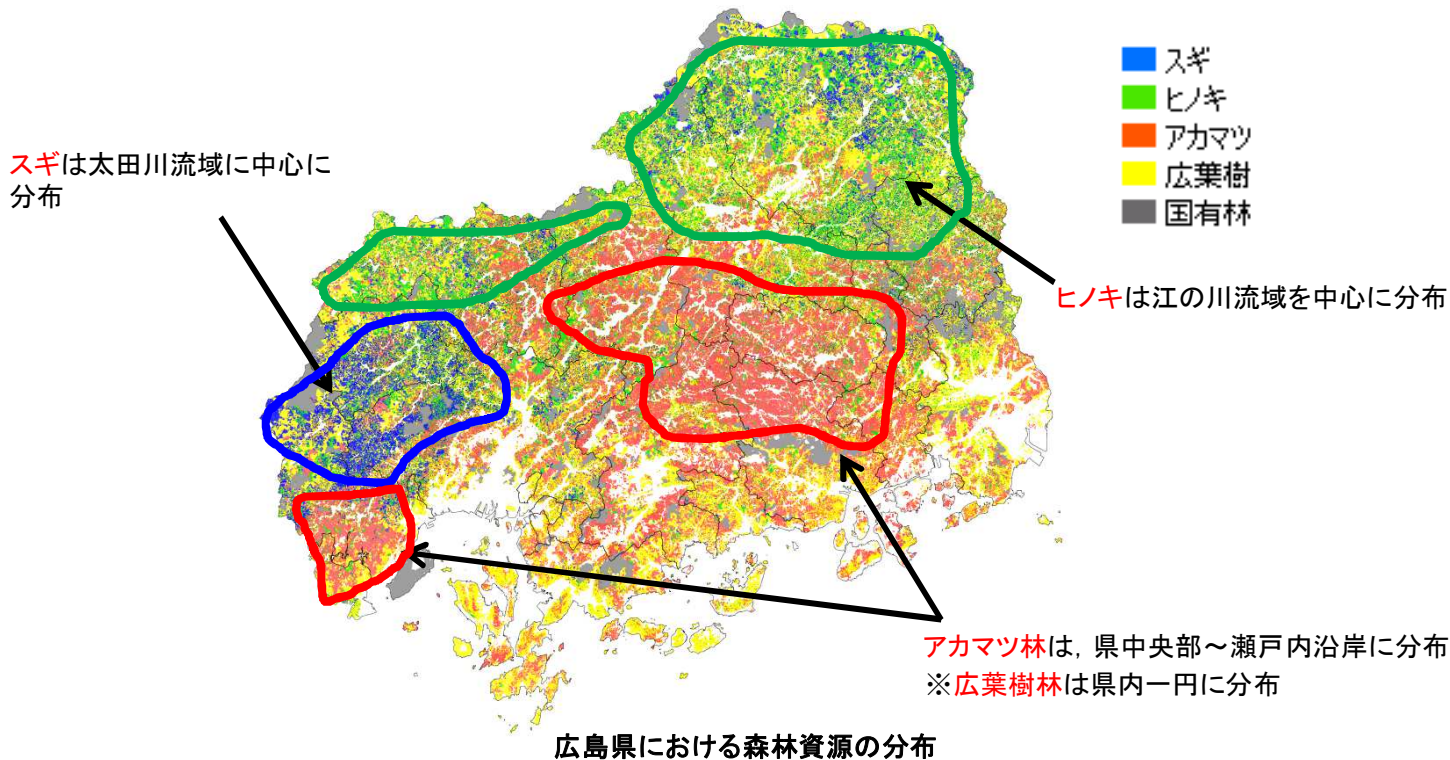 スギ
ヒノキ
アカマツ
広葉樹
国有林
スギは太田川流域に中心に
分布
ヒノキは江の川流域を中心に分布
アカマツ林は，県中央部～瀬戸内沿岸に分布
※広葉樹林は県内一円に分布
広島県における森林資源の分布